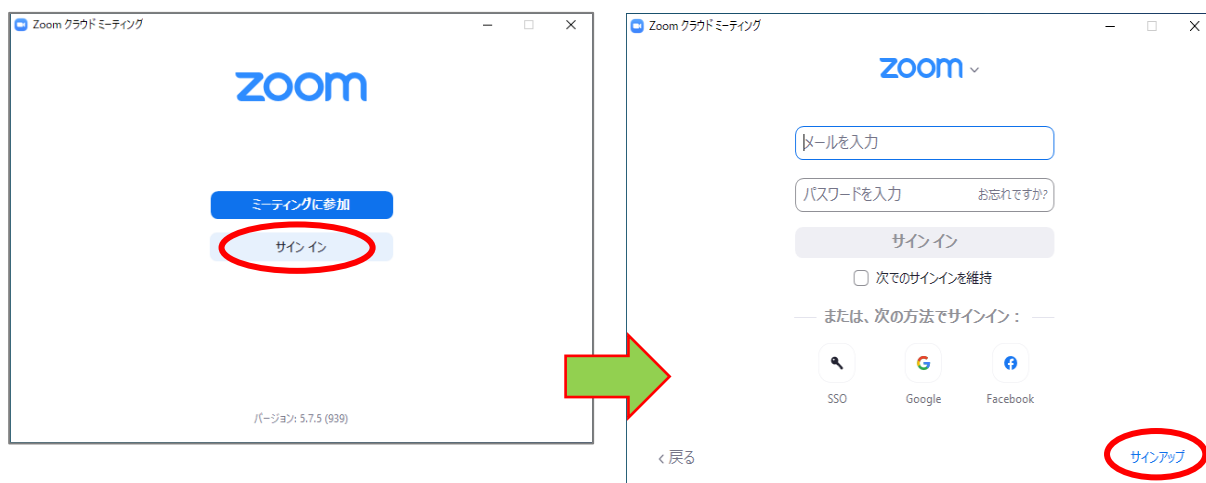 Zoom クラウド ミーティング
zoom
ミーティングに参加
サイン イン
バージョン: 5.7.5 (939)
Zoom クラウド ミーティング
zoom
メールを入力
パスワードを入力 お忘れですか?
サイン イン
次でのサインインを維持
または、次の方法でサインイン：
SSO Google Facebook
戻る サインアップ